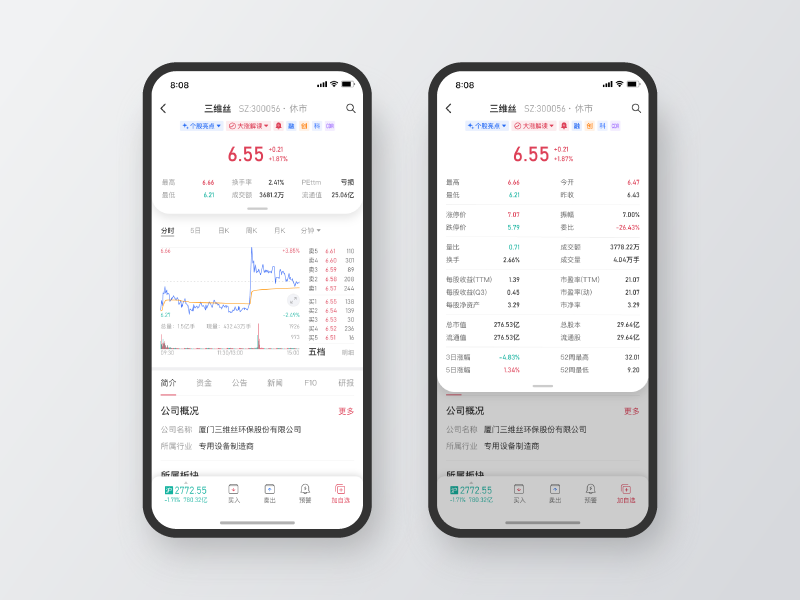 8:08
三维丝 SZ:300056 - 休市
个股亮点 大涨解读 融 创 科
6.55 +0.21
+1.87%
最高 6.66 换手率 2.41% PEttm 亏损
最低 6.21 成交额 3681.2万 流通值 25.06亿
分时 5日 日K 周K 月K 分钟
6.66 +3.85%
6.21 -2.69%
卖5 6.61 110
卖4 6.60 301
卖3 6.59 89
卖2 6.58 208
卖1 6.57 244
买1 6.55 138
买2 6.54 139
买3 6.53 30
买4 6.52 236
买5 6.51 16
总量：1.5亿手 现量：432.43万手 1926
973
09:30 11:30/13:00 15:00
五档 明细
简介 资金 公告 新闻 F10 研报
公司概况 更多
公司名称 厦门三维丝环保股份有限公司
所属行业 专用设备制造商
所属板块
沪 2772.55
-1.71% 780.32亿
买入 卖出 预警 加自选
8:08
三维丝 SZ:300056 - 休市
个股亮点 大涨解读 融 创 科
6.55 +0.21
+1.87%
最高 6.66 今开 6.47
最低 6.21 昨收 6.43
涨停价 7.07 振幅 7.00%
跌停价 5.79 委比 -26.43%
量比 0.71 成交额 3778.22万
换手 2.66% 成交量 4.04万手
每股收益(TTM) 1.39 市盈率(TTM) 21.07
每股收益(Q3) 0.45 市盈率(动) 21.07
每股净资产 3.29 市净率 3.29
总市值 276.53亿 总股本 29.64亿
流通值 276.53亿 流通股 29.64亿
3日涨幅 -4.83% 52周最高 32.01
5日涨幅 1.34% 52周最低 9.20
公司概况 更多
公司名称 厦门三维丝环保股份有限公司
所属行业 专用设备制造商
所属板块
沪 2772.55
-1.71% 780.32亿
买入 卖出 预警 加自选